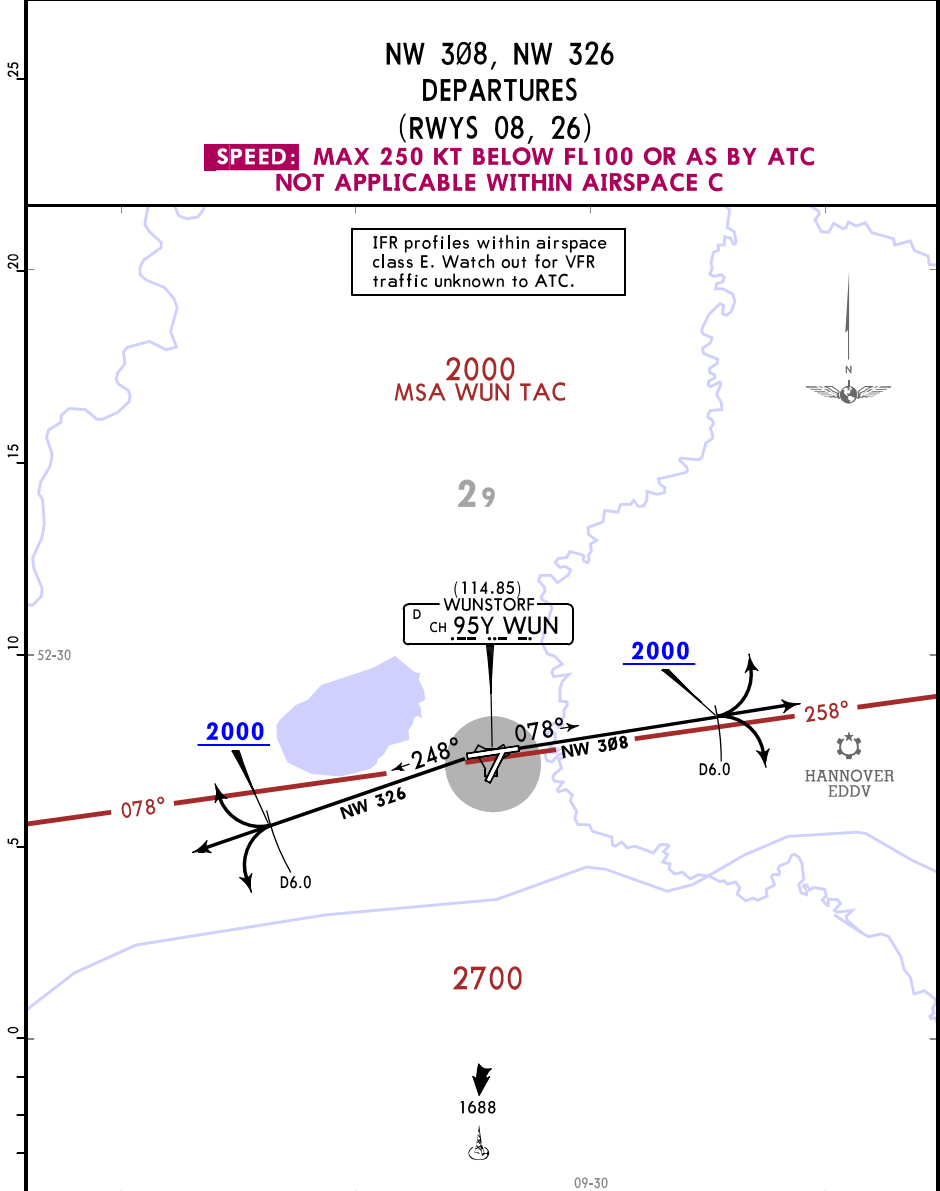 NW 3Ø8, NW 326
DEPARTURES
(RWYS 08, 26)
SPEED: MAX 250 KT BELOW FL100 OR AS BY ATC
NOT APPLICABLE WITHIN AIRSPACE C
25
IFR profiles within airspace
class E. Watch out for VFR
traffic unknown to ATC.
20
2000
MSA WUN TAC
N
15
29
(114.85)
WUNSTORF
D CH 95Y WUN
10
52-30
2000
2000
078°
248°
NW 3Ø8
258°
D6.0
HANNOVER
EDDV
078°
NW 326
5
D6.0
2700
0
1688
09-30